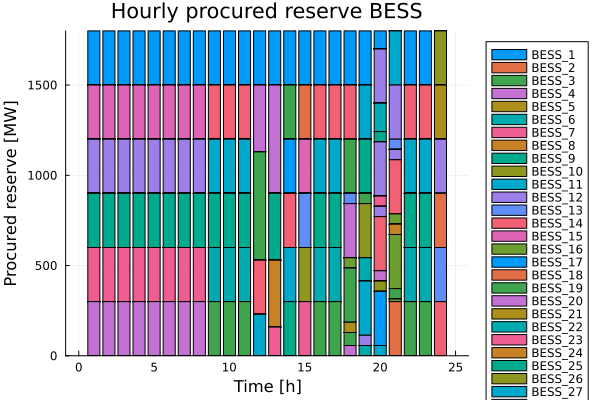 Hourly procured reserve BESS
Procured reserve [MW]
1500
1000
500
0
0 5 10 15 20 25
Time [h]
BESS_1
BESS_2
BESS_3
BESS_4
BESS_5
BESS_6
BESS_7
BESS_8
BESS_9
BESS_10
BESS_11
BESS_12
BESS_13
BESS_14
BESS_15
BESS_16
BESS_17
BESS_18
BESS_19
BESS_20
BESS_21
BESS_22
BESS_23
BESS_24
BESS_25
BESS_26
BESS_27